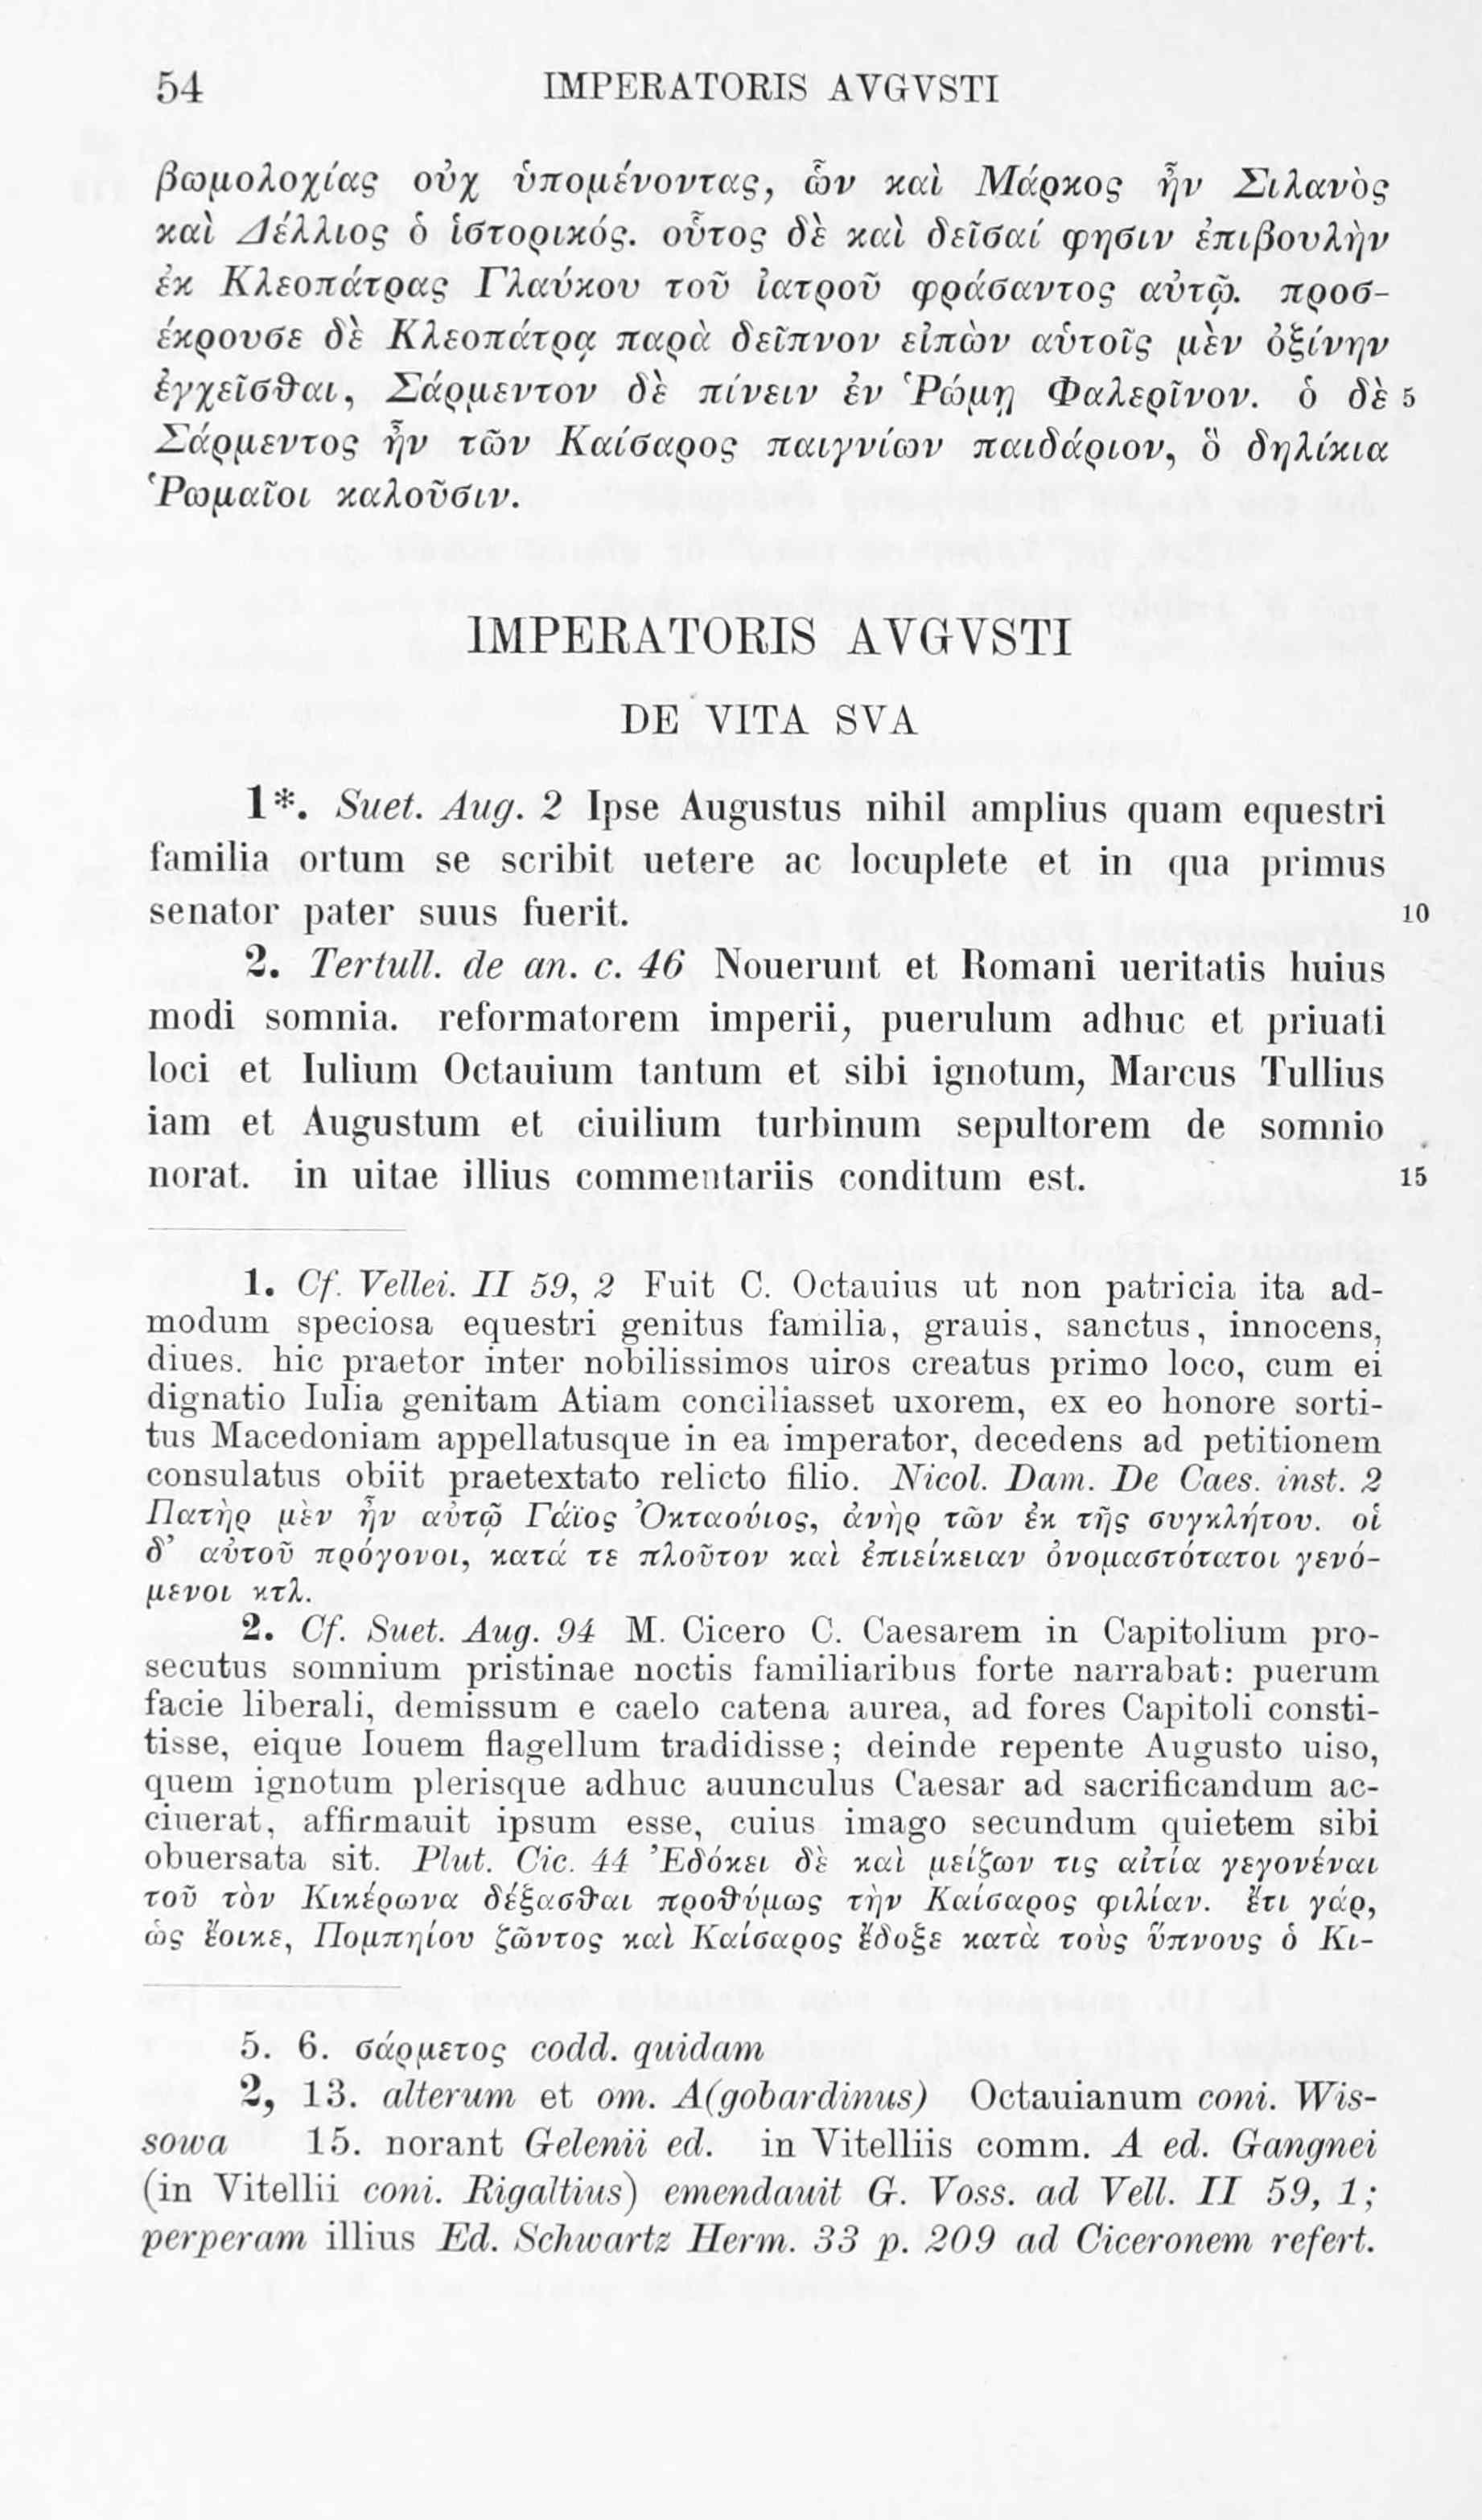 54 IMPERATORIS AVGVSTI
βωμολοχίας οὐχ ὑπομένοντας, ὧν καὶ Μάρκος ἦν Σιλανὸς
καὶ Δέλλιος ὁ ἱστορικός. οὗτος δὲ καὶ δεῖσαί φησιν ἐπιβουλὴν
ἐκ Κλεοπάτρας Γλαύκου τοῦ ἰατροῦ φράσαντος αὐτῷ. προσ-
έκρουσε δὲ Κλεοπάτρᾳ παρὰ δεῖπνον εἰπὼν αὑτοῖς μὲν ὀξίνην
ἐγχεῖσθαι, Σάρμεντον δὲ πίνειν ἐν Ῥώμῃ Φαλερῖνον. ὁ δὲ 5
Σάρμεντος ἦν τῶν Καίσαρος παιγνίων παιδάριον, ὃ δηλίκια
Ῥωμαῖοι καλοῦσιν.
IMPERATORIS AVGVSTI
DE VITA SVA
1*. Suet. Aug. 2 Ipse Augustus nihil amplius quam equestri
familia ortum se scribit uetere ac locuplete et in qua primus
senator pater suus fuerit. 10
2. Tertull. de an. c. 46 Nouerunt et Romani ueritatis huius
modi somnia. reformatorem imperii, puerulum adhuc et priuati
loci et Iulium Octauium tantum et sibi ignotum, Marcus Tullius
iam et Augustum et ciuilium turbinum sepultorem de somnio
norat. in uitae illius commentariis conditum est. 15
1. Cf. Vellei. II 59, 2 Fuit C. Octauius ut non patricia ita ad-
modum speciosa equestri genitus familia, grauis, sanctus, innocens,
diues. hic praetor inter nobilissimos uiros creatus primo loco, cum ei
dignatio Iulia genitam Atiam conciliasset uxorem, ex eo honore sorti-
tus Macedoniam appellatusque in ea imperator, decedens ad petitionem
consulatus obiit praetextato relicto filio. Nicol. Dam. De Caes. inst. 2
Πατὴρ μὲν ἦν αὐτῷ Γάϊος Ὀκταούιος, ἀνὴρ τῶν ἐκ τῆς συγκλήτου. οἱ
δ’ αὐτοῦ πρόγονοι, κατά τε πλοῦτον καὶ ἐπιείκειαν ὀνομαστότατοι γενό-
μενοι κτλ.
2. Cf. Suet. Aug. 94 M. Cicero C. Caesarem in Capitolium pro-
secutus somnium pristinae noctis familiaribus forte narrabat: puerum
facie liberali, demissum e caelo catena aurea, ad fores Capitoli consti-
tisse, eique Iouem flagellum tradidisse; deinde repente Augusto uiso,
quem ignotum plerisque adhuc auunculus Caesar ad sacrificandum ac-
ciuerat, affirmauit ipsum esse, cuius imago secundum quietem sibi
obuersata sit. Plut. Cic. 44 Ἐδόκει δὲ καὶ μείζων τις αἰτία γεγονέναι
τοῦ τὸν Κικέρωνα δέξασθαι προθύμως τὴν Καίσαρος φιλίαν. ἔτι γάρ,
ὡς ἔοικε, Πομπηίου ζῶντος καὶ Καίσαρος ἔδοξε κατὰ τοὺς ὕπνους ὁ Κι-
5. 6. σάρμετος codd. quidam
2, 13. alterum et om. A(gobardinus) Octauianum coni. Wis-
sowa 15. norant Gelenii ed. in Vitelliis comm. A ed. Gangnei
(in Vitellii coni. Rigaltius) emendauit G. Voss. ad Vell. II 59, 1;
perperam illius Ed. Schwartz Herm. 33 p. 209 ad Ciceronem refert.